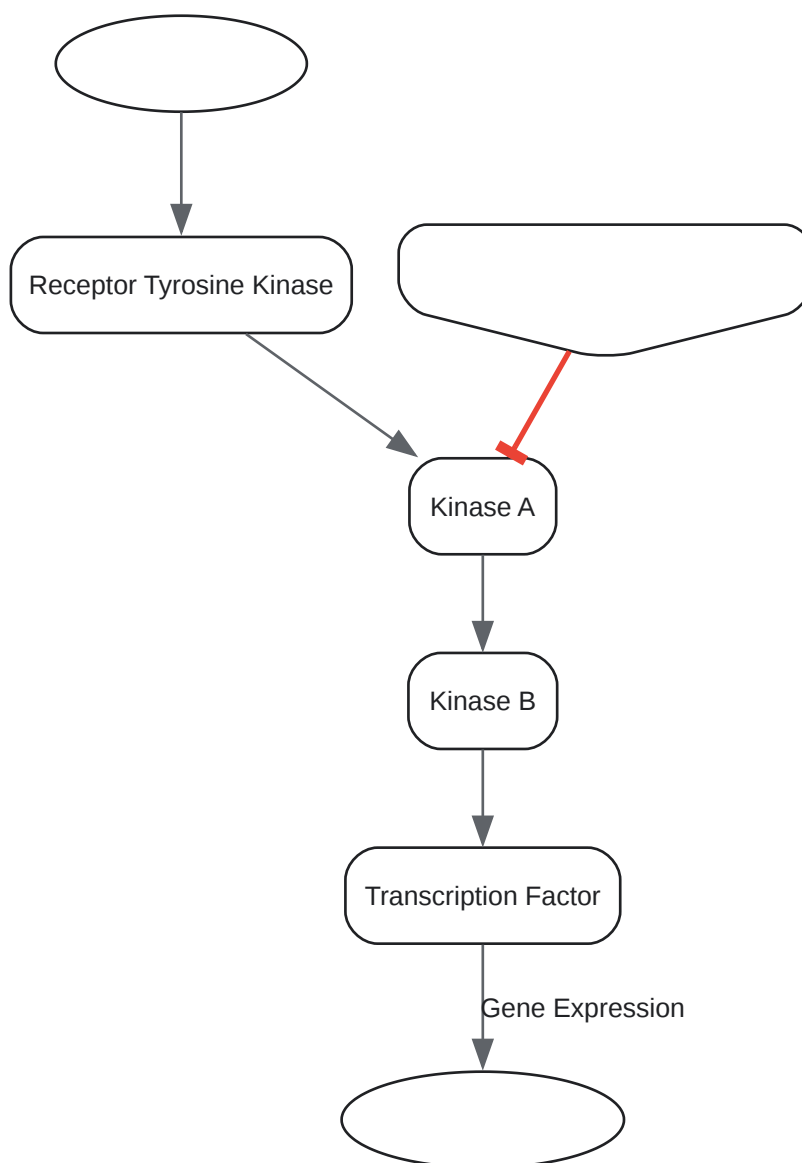 Receptor Tyrosine Kinase
Kinase A
Kinase B
Transcription Factor
Gene Expression